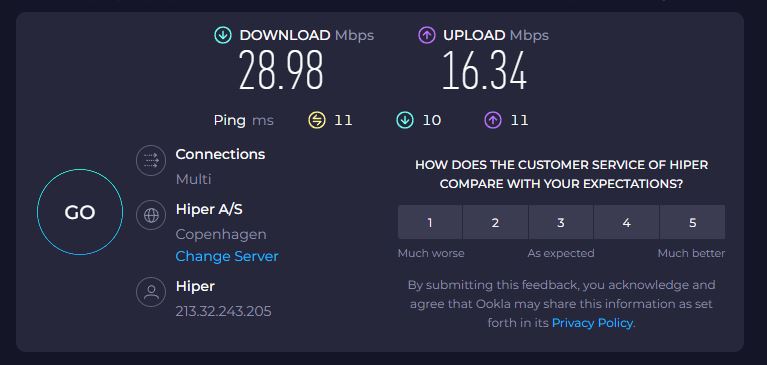 DOWNLOAD Mbps
28.98
UPLOAD Mbps
16.34
Ping ms 11 10 11
GO
Connections
Multi
Hiper A/S
Copenhagen
Change Server
Hiper
213.32.243.205
HOW DOES THE CUSTOMER SERVICE OF HIPER
COMPARE WITH YOUR EXPECTATIONS?
1 2 3 4 5
Much worse As expected Much better
By submitting this feedback, you acknowledge and
agree that Ookla may share this information as set
forth in its Privacy Policy.